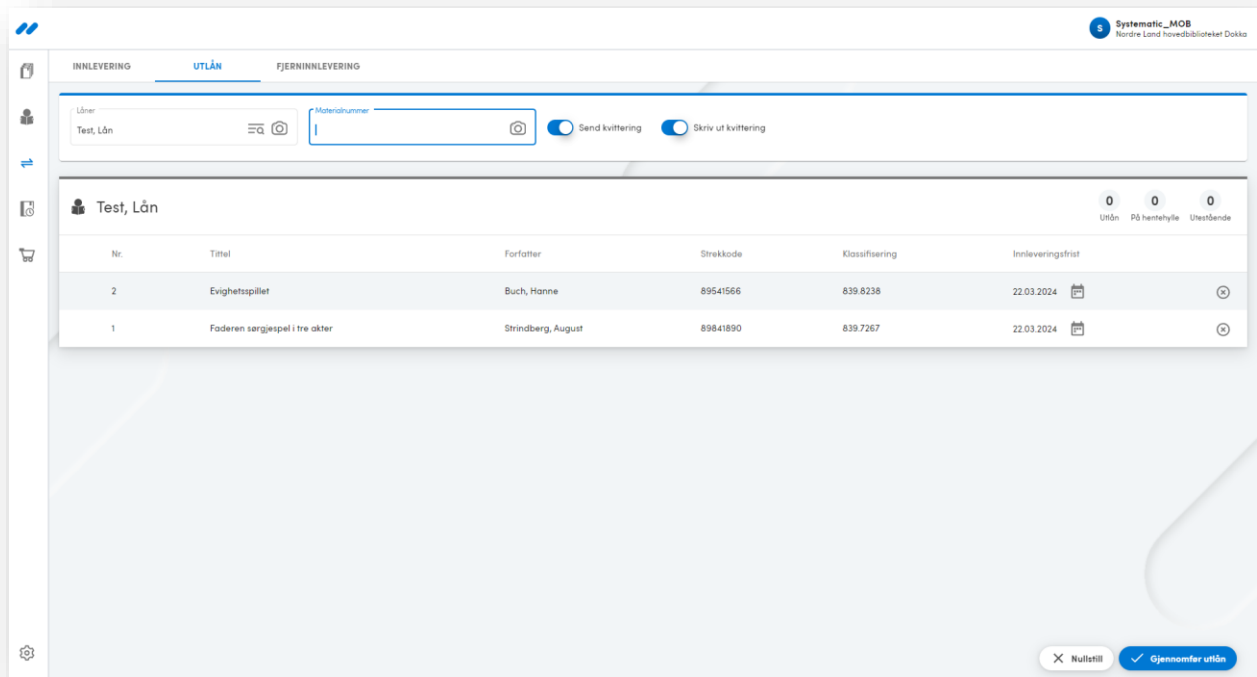 S
Systematic_MOB
Nordre Land hovedbiblioteket Dokka
INNLEVERING UTLÅN FJERNINNLEVERING
Låner
Test, Lån
Materialnummer
Send kvittering
Skriv ut kvittering
Test, Lån
0 0 0
Utlån På hentehylle Utestående
Nr. Tittel Forfatter Strekkode Klassifisering Innleveringsfrist
2 Evighetsspillet Buch, Hanne 89541566 839.8238 22.03.2024
1 Faderen sørgjespel i tre akter Strindberg, August 89841890 839.7267 22.03.2024
Nullstill Gjennomfør utlån